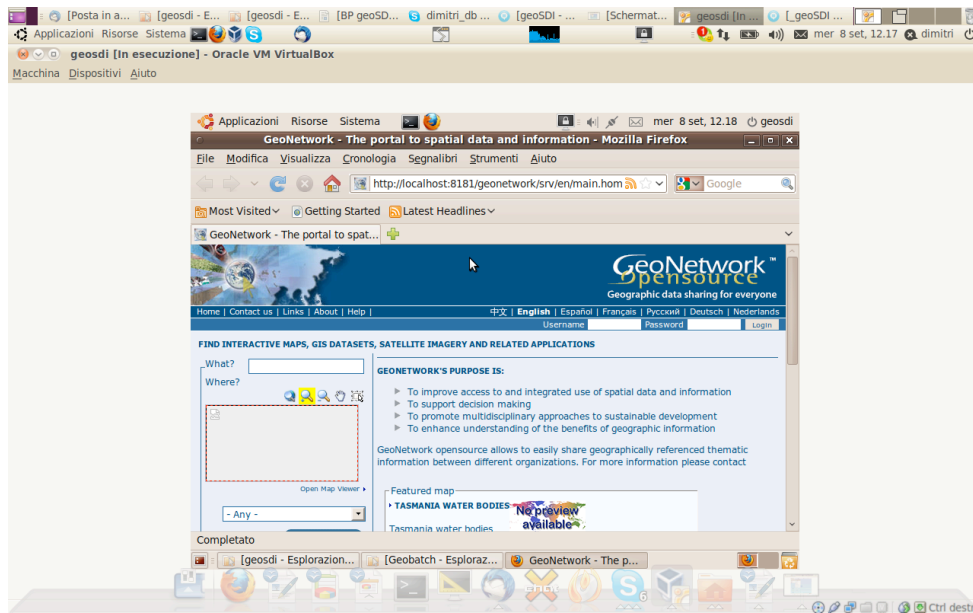 [Posta in a... [geosdi - E... [geosdi - E... [BP geoSD... dimitri_db ... [geoSDI - ... [Schermat... geosdi [In ... [_geoSDI ...
Applicazioni Risorse Sistema mer 8 set, 12.17 dimitri
geosdi [In esecuzione] - Oracle VM VirtualBox
Macchina Dispositivi Aiuto
Applicazioni Risorse Sistema mer 8 set, 12.18 geosdi
GeoNetwork - The portal to spatial data and information - Mozilla Firefox
File Modifica Visualizza Cronologia Segnalibri Strumenti Aiuto
http://localhost:8181/geonetwork/srv/en/main.hom Google
Most Visited Getting Started Latest Headlines
GeoNetwork - The portal to spat...
GeoNetwork ™
Opensource
Geographic data sharing for everyone
Home | Contact us | Links | About | Help | 中文 | English | Español | Français | Русский | Deutsch | Nederlands
Username Password Login
FIND INTERACTIVE MAPS, GIS DATASETS, SATELLITE IMAGERY AND RELATED APPLICATIONS
What?
Where?
Open Map Viewer
- Any -
GEONETWORK'S PURPOSE IS:
To improve access to and integrated use of spatial data and information
To support decision making
To promote multidisciplinary approaches to sustainable development
To enhance understanding of the benefits of geographic information
GeoNetwork opensource allows to easily share geographically referenced thematic
information between different organizations. For more information please contact
Featured map
TASMANIA WATER BODIES
No preview
available
Tasmania water bodies
Completato
[geosdi - Esplorazion... [Geobatch - Esploraz... GeoNetwork - The p...
6
Ctrl dest